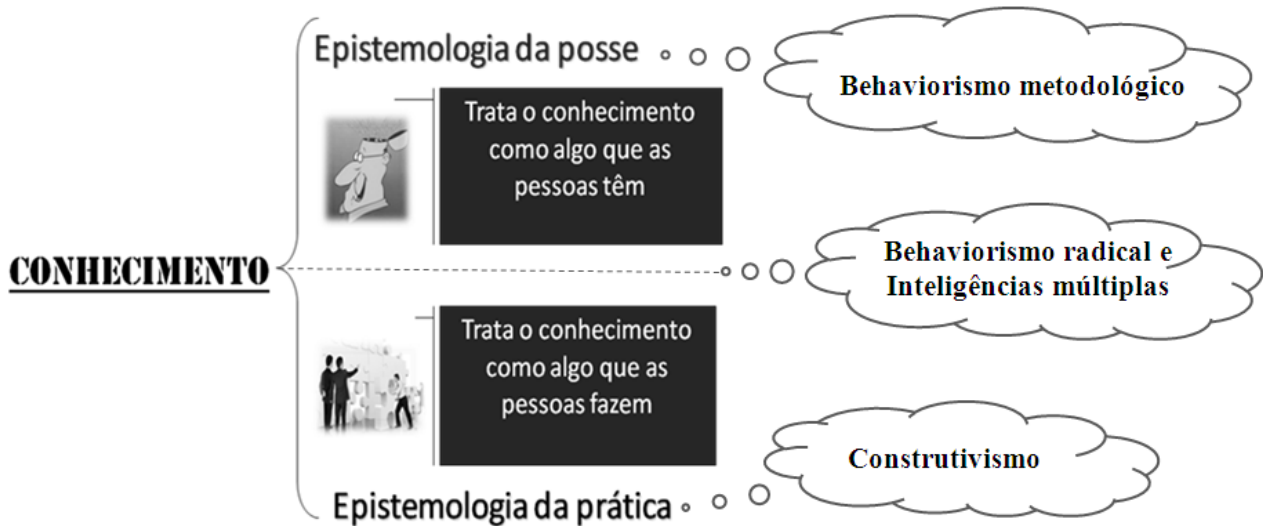 Epistemologia da posse
Behaviorismo metodológico
Trata o conhecimento
como algo que as
pessoas têm
CONHECIMENTO
Behaviorismo radical e
Inteligências múltiplas
Trata o conhecimento
como algo que as
pessoas fazem
Construtivismo
Epistemologia da prática